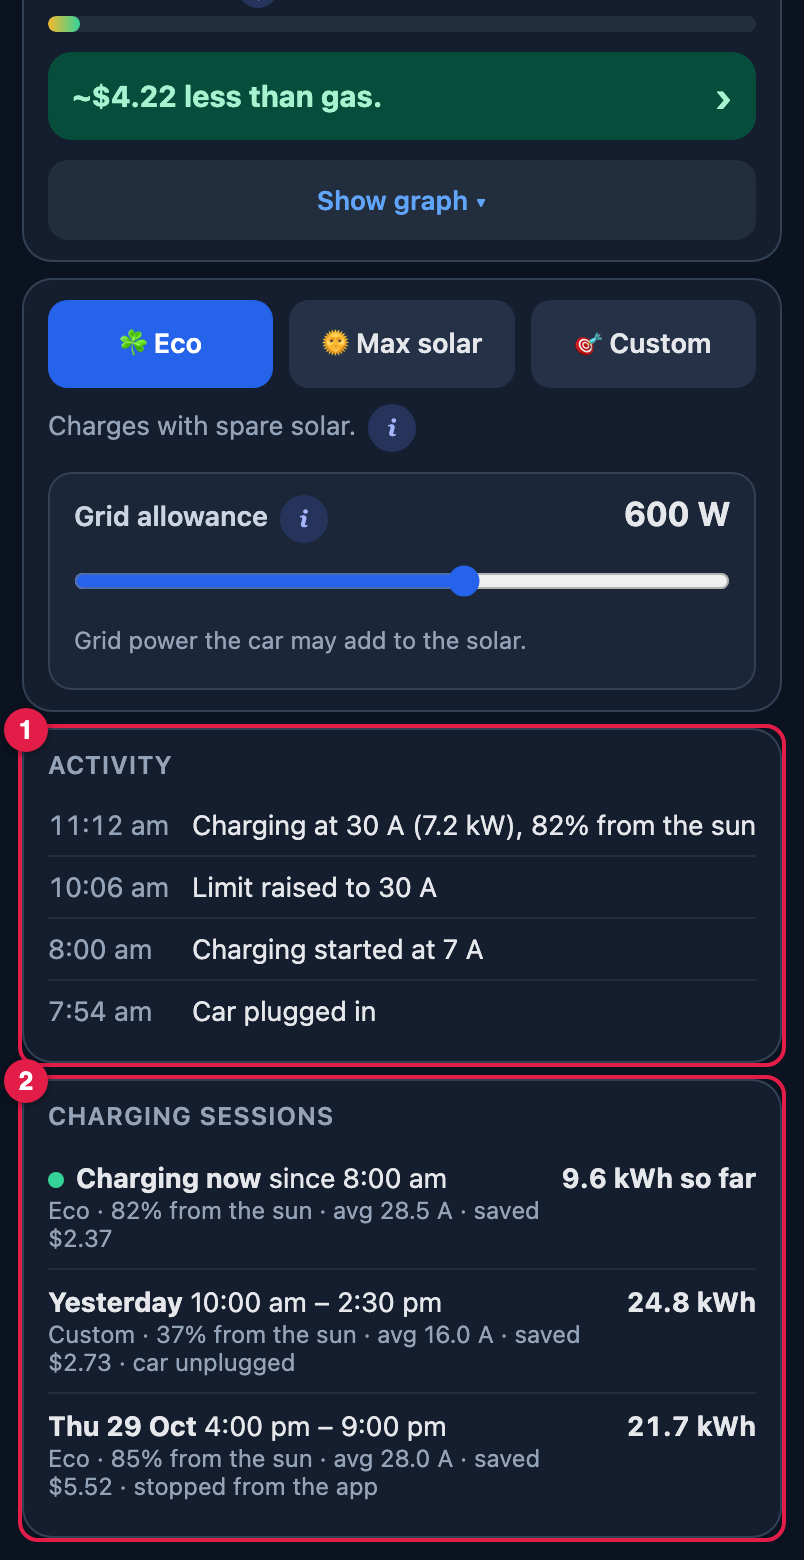 ~$4.22 less than gas. ›
Show graph ▾
☘️ Eco
🌞 Max solar
🎯 Custom
Charges with spare solar. i
Grid allowance i 600 W
Grid power the car may add to the solar.
1
ACTIVITY
11:12 am Charging at 30 A (7.2 kW), 82% from the sun
10:06 am Limit raised to 30 A
8:00 am Charging started at 7 A
7:54 am Car plugged in
2
CHARGING SESSIONS
Charging now since 8:00 am 9.6 kWh so far
Eco · 82% from the sun · avg 28.5 A · saved
$2.37
Yesterday 10:00 am – 2:30 pm 24.8 kWh
Custom · 37% from the sun · avg 16.0 A · saved
$2.73 · car unplugged
Thu 29 Oct 4:00 pm – 9:00 pm 21.7 kWh
Eco · 85% from the sun · avg 28.0 A · saved
$5.52 · stopped from the app